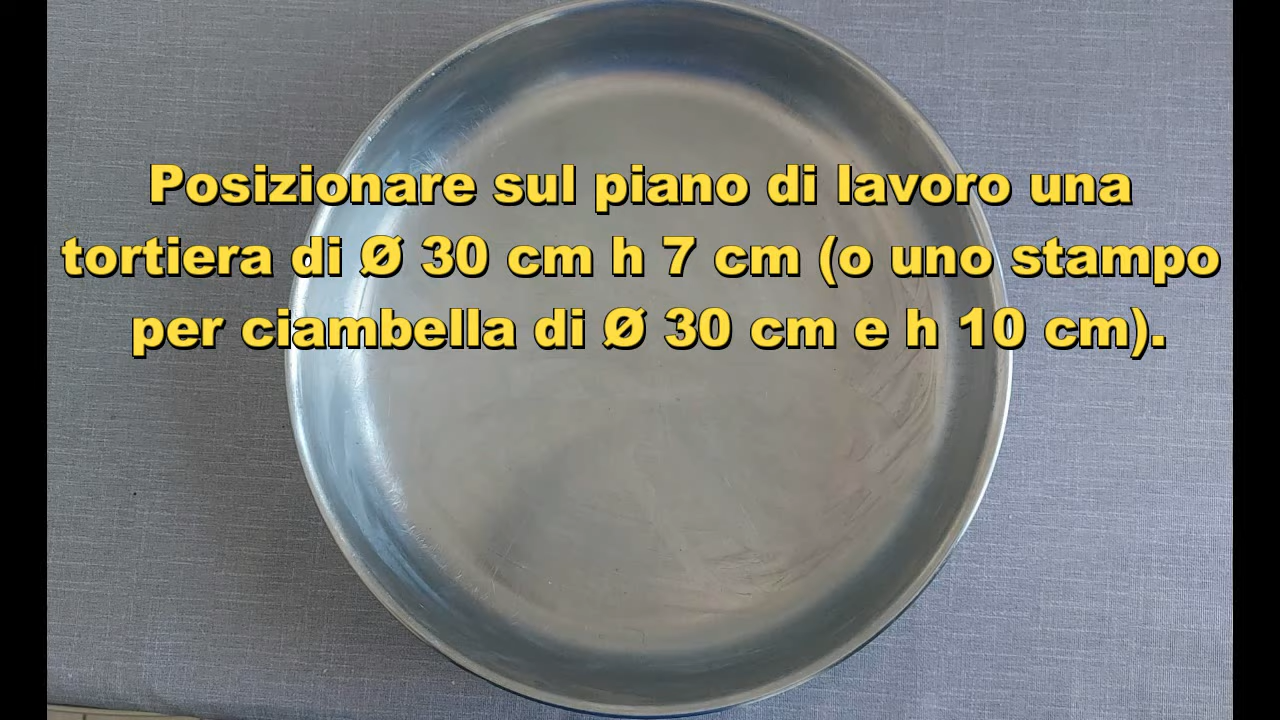 Posizionare sul piano di lavoro una
tortiera di Ø 30 cm h 7 cm (o uno stampo
per ciambella di Ø 30 cm e h 10 cm).